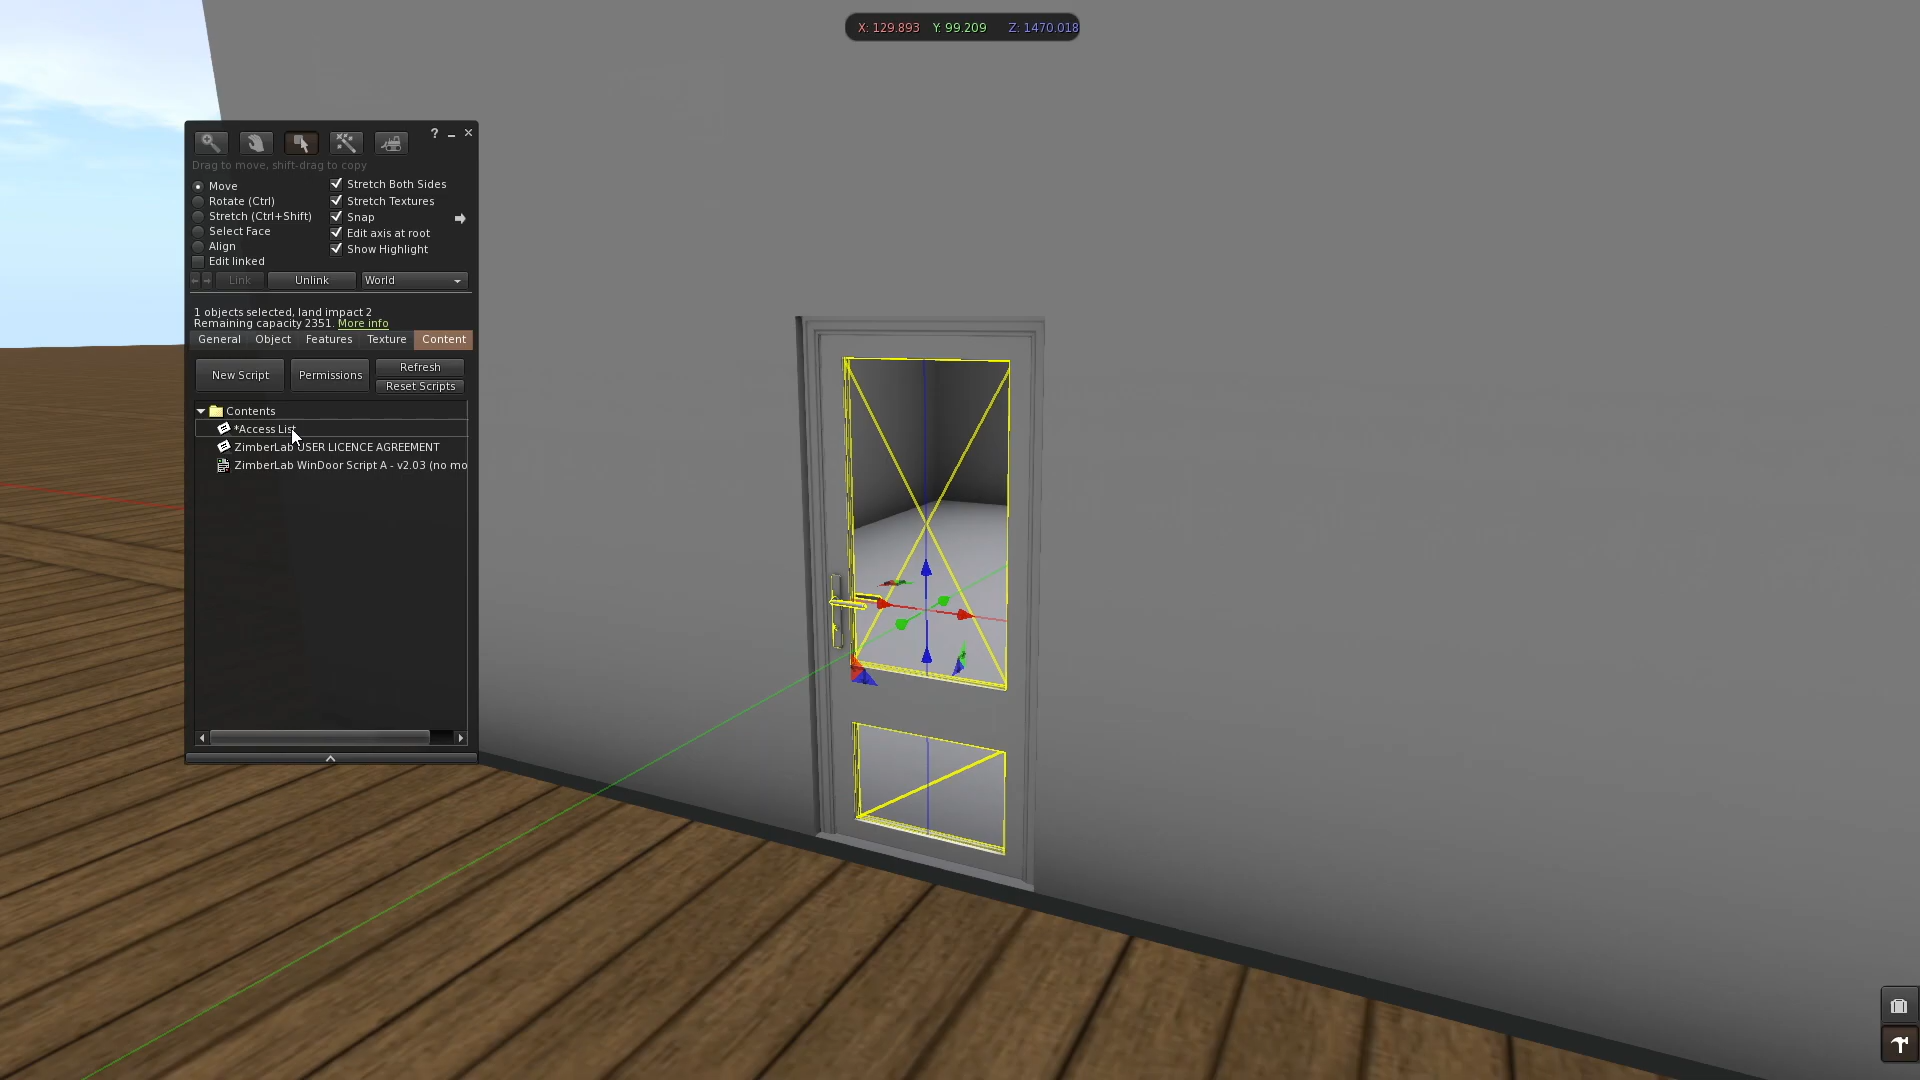 X: 129.893 Y: 99.209 Z: 1470.018
?
Drag to move, shift-drag to copy
Move
Rotate (Ctrl)
Stretch (Ctrl+Shift)
Select Face
Align
Edit linked
Stretch Both Sides
Stretch Textures
Snap
Edit axis at root
Show Highlight
Link Unlink World
1 objects selected, land impact 2
Remaining capacity 2351. More info
General Object Features Texture Content
New Script Permissions Refresh
Reset Scripts
Contents
*Access List
ZimberLab USER LICENCE AGREEMENT
ZimberLab WinDoor Script A - v2.03 (no mo